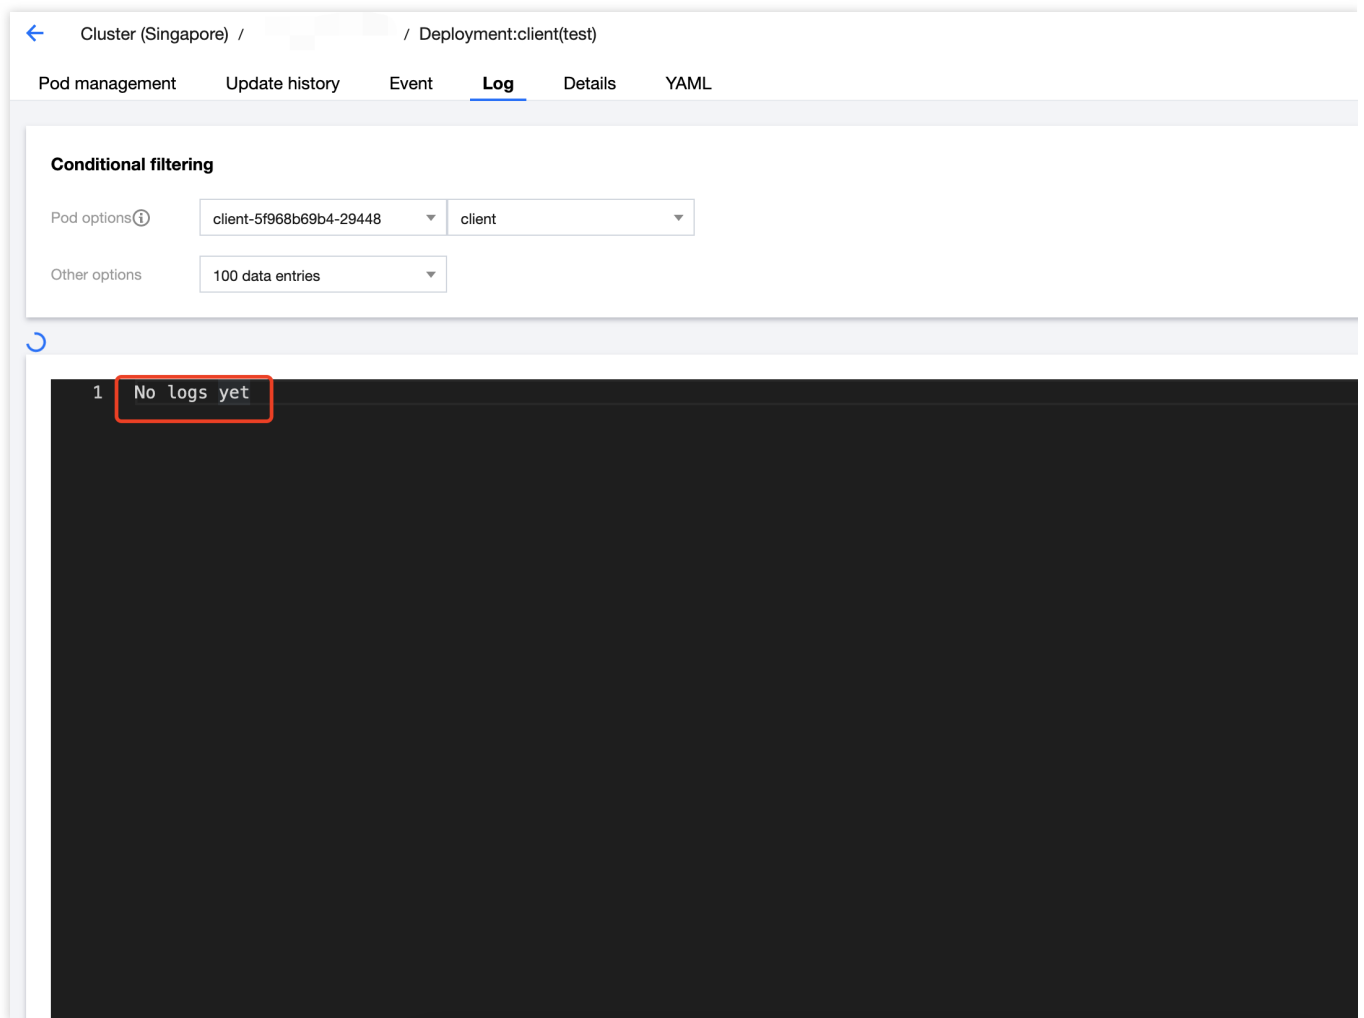 Cluster (Singapore) / / Deployment:client(test)
Pod management Update history Event Log Details YAML
Conditional filtering
Pod options client-5f968b69b4-29448 client
Other options 100 data entries
1 No logs yet